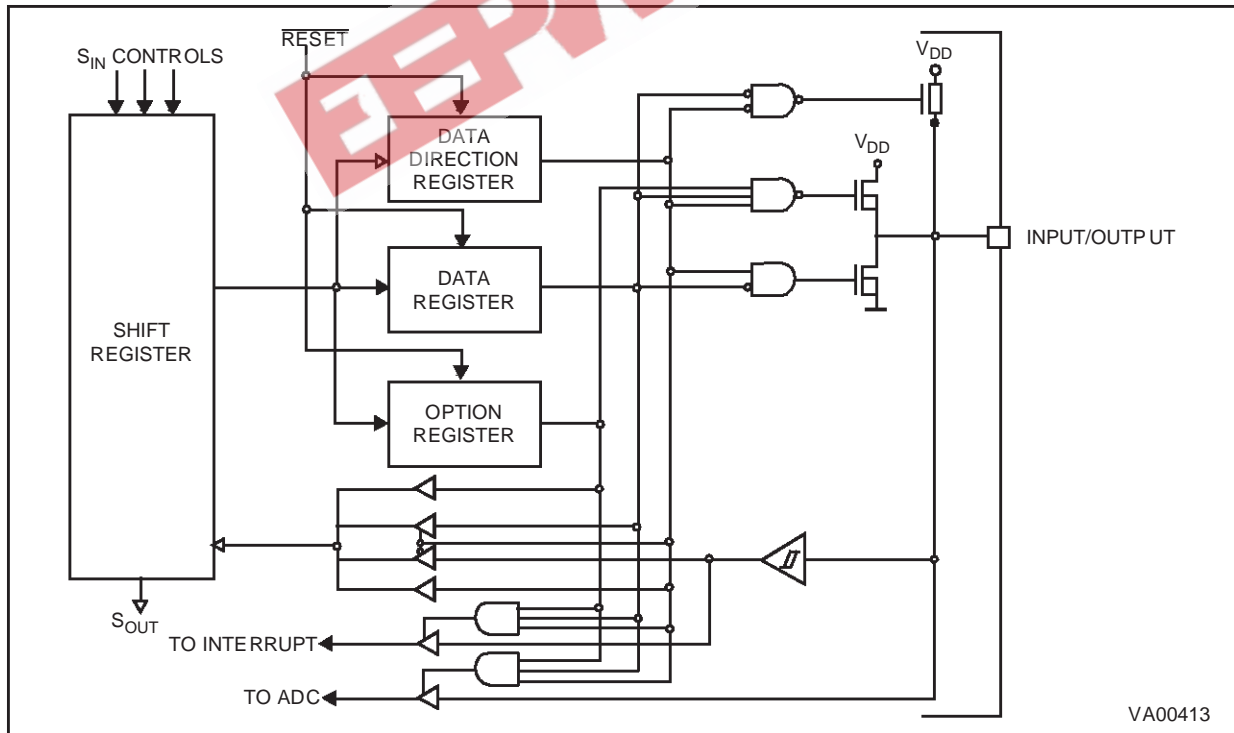 RESET
SIN CONTROLS
VDD
DATA
DIRECTION
REGISTER
VDD
INPUT/OUTPUT
DATA
REGISTER
SHIFT
REGISTER
OPTION
REGISTER
SOUT
TO INTERRUPT
TO ADC
VA00413